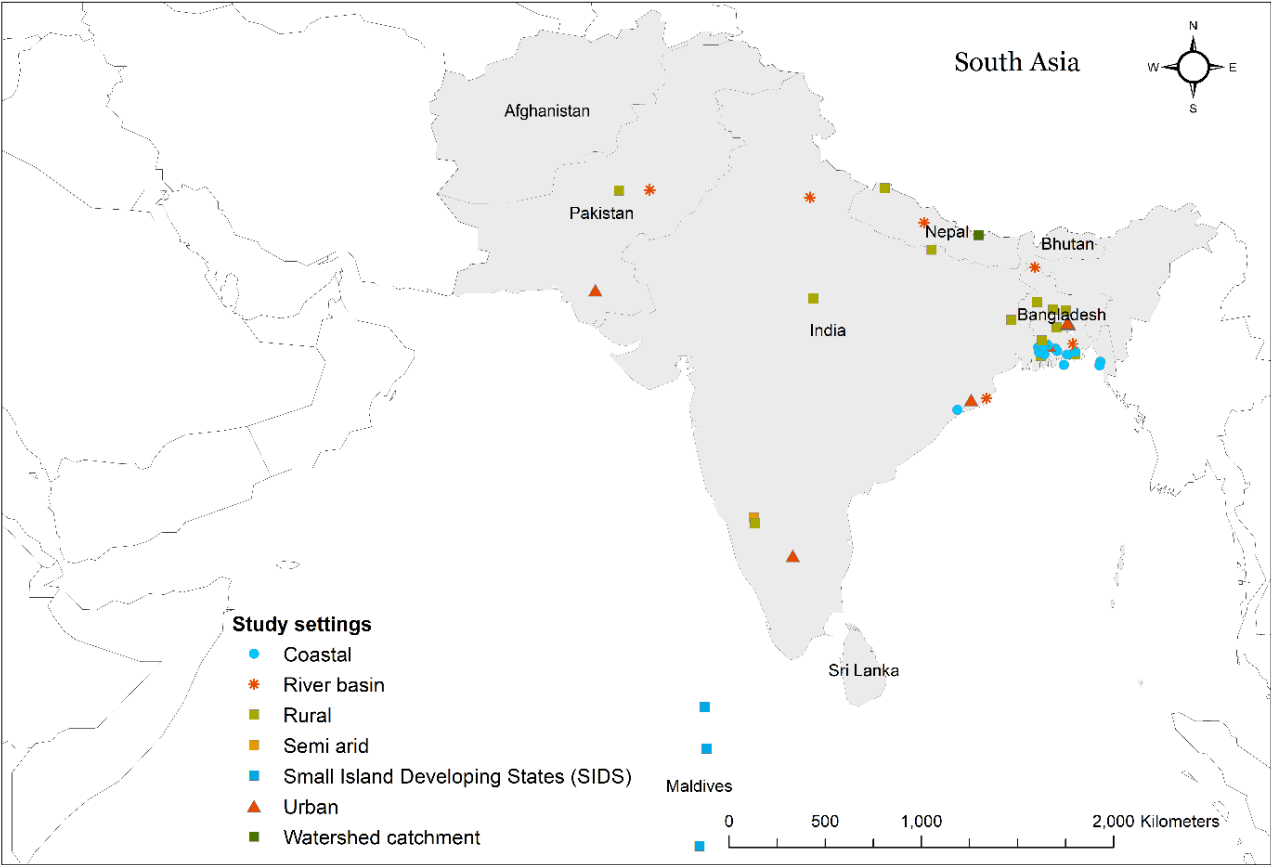 South Asia
N
W
E
S
Afghanistan
Pakistan
Nepal
Bhutan
Bangladesh
India
Sri Lanka
Maldives
Study settings
Coastal
River basin
Rural
Semi arid
Small Island Developing States (SIDS)
Urban
Watershed catchment
0 500 1,000 2,000 Kilometers